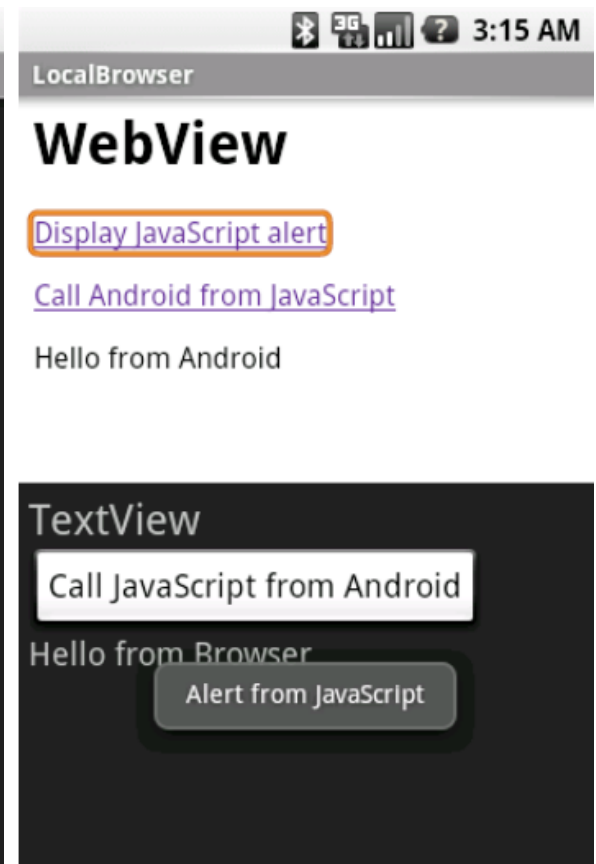 3G ? 3:15 AM
LocalBrowser
WebView
Display JavaScript alert
Call Android from JavaScript
Hello from Android
TextView
Call JavaScript from Android
Hello from Browser
Alert from JavaScript